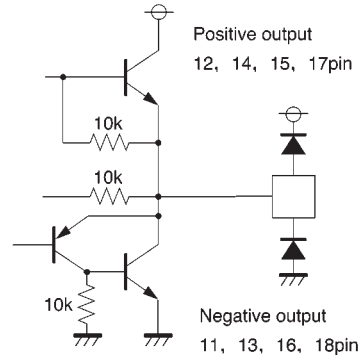 Positive output
12, 14, 15, 17pin
10k
10k
10k
Negative output
11, 13, 16, 18pin